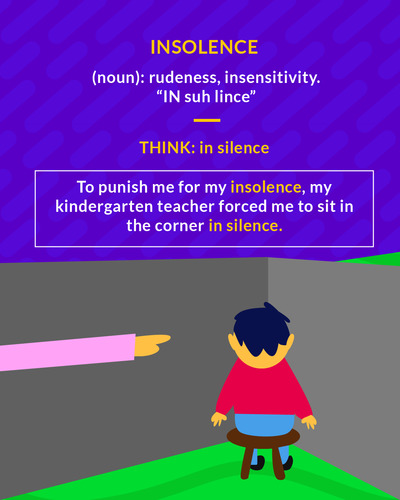 INSOLENCE
(noun): rudeness, insensitivity.
“IN suh lince”
THINK: in silence
To punish me for my insolence, my
kindergarten teacher forced me to sit in
the corner in silence.